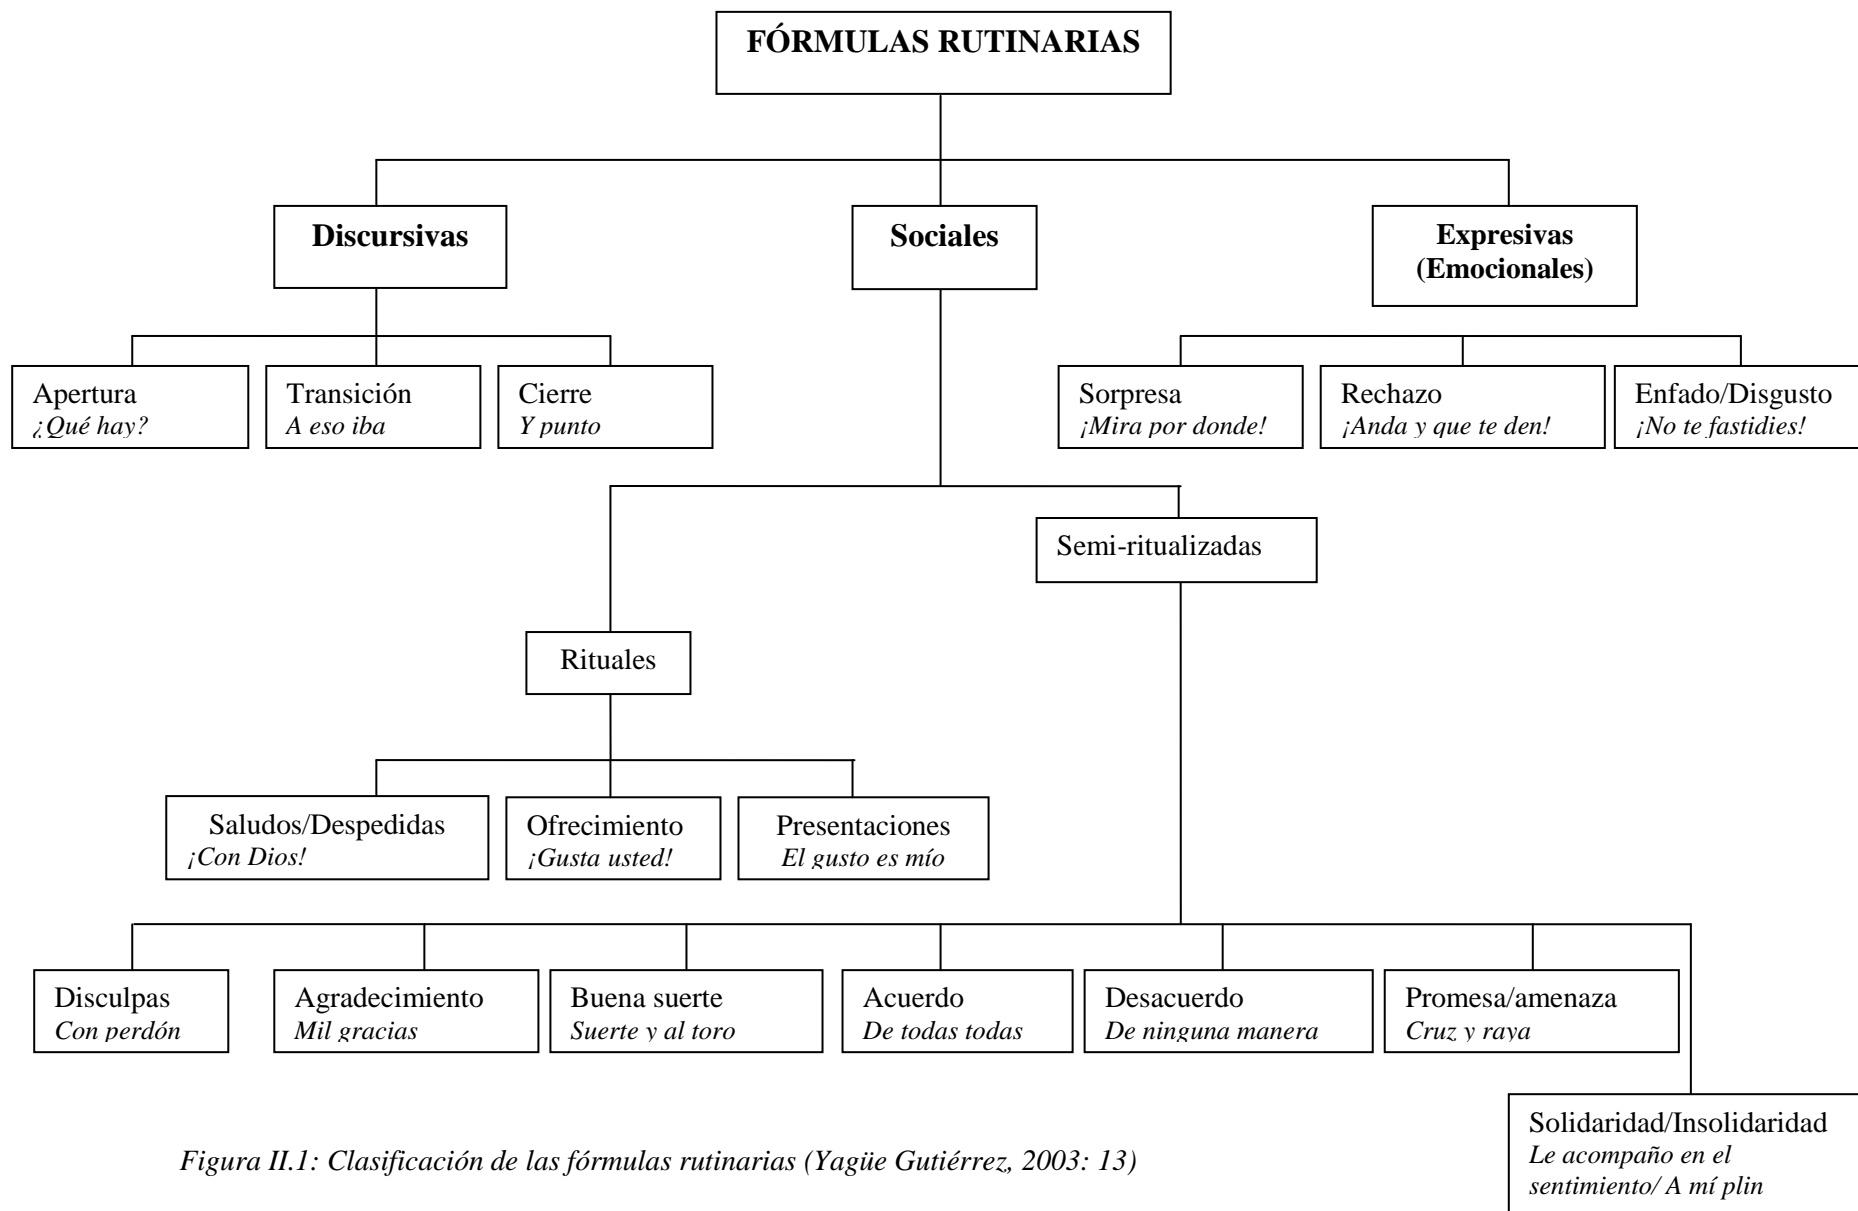 FÓRMULAS RUTINARIAS
Discursivas
Sociales
Expresivas
(Emocionales)
Apertura
¿Qué hay?
Transición
A eso iba
Cierre
Y punto
Sorpresa
¡Mira por donde!
Rechazo
¡Anda y que te den!
Enfado/Disgusto
¡No te fastidies!
Semi-ritualizadas
Rituales
Saludos/Despedidas
¡Con Dios!
Ofrecimiento
¡Gusta usted!
Presentaciones
El gusto es mío
Disculpas
Con perdón
Agradecimiento
Mil gracias
Buena suerte
Suerte y al toro
Acuerdo
De todas todas
Desacuerdo
De ninguna manera
Promesa/amenaza
Cruz y raya
Solidaridad/Insolidaridad
Le acompaño en el
sentimiento/ A mí plin
Figura II.1: Clasificación de las fórmulas rutinarias (Yagüe Gutiérrez, 2003: 13)